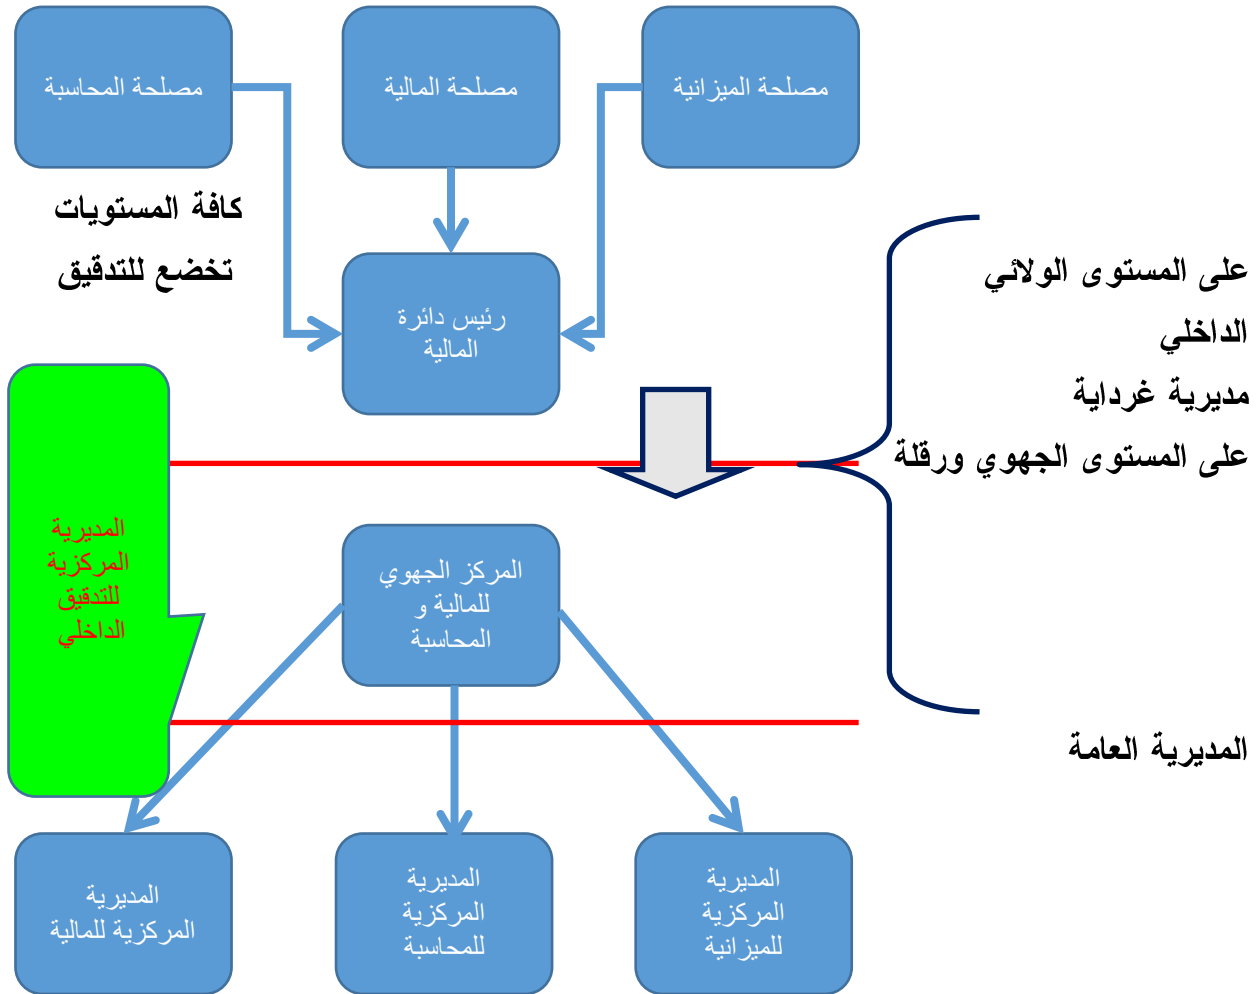 مصلحة الميزانية
مصلحة المالية
مصلحة المحاسبة
كافة المستويات
تخضع للتدقيق
رئيس دائرة
المالية
على المستوى الولائي
الداخلي
مديرية غرداية
على المستوى الجهوي ورقلة
المديرية
المركزية
للتدقيق
الداخلي
المركز الجهوي
للمالية و
المحاسبة
المديرية العامة
المديرية
المركزية
للميزانية
المديرية
المركزية
للمحاسبة
المديرية
المركزية للمالية